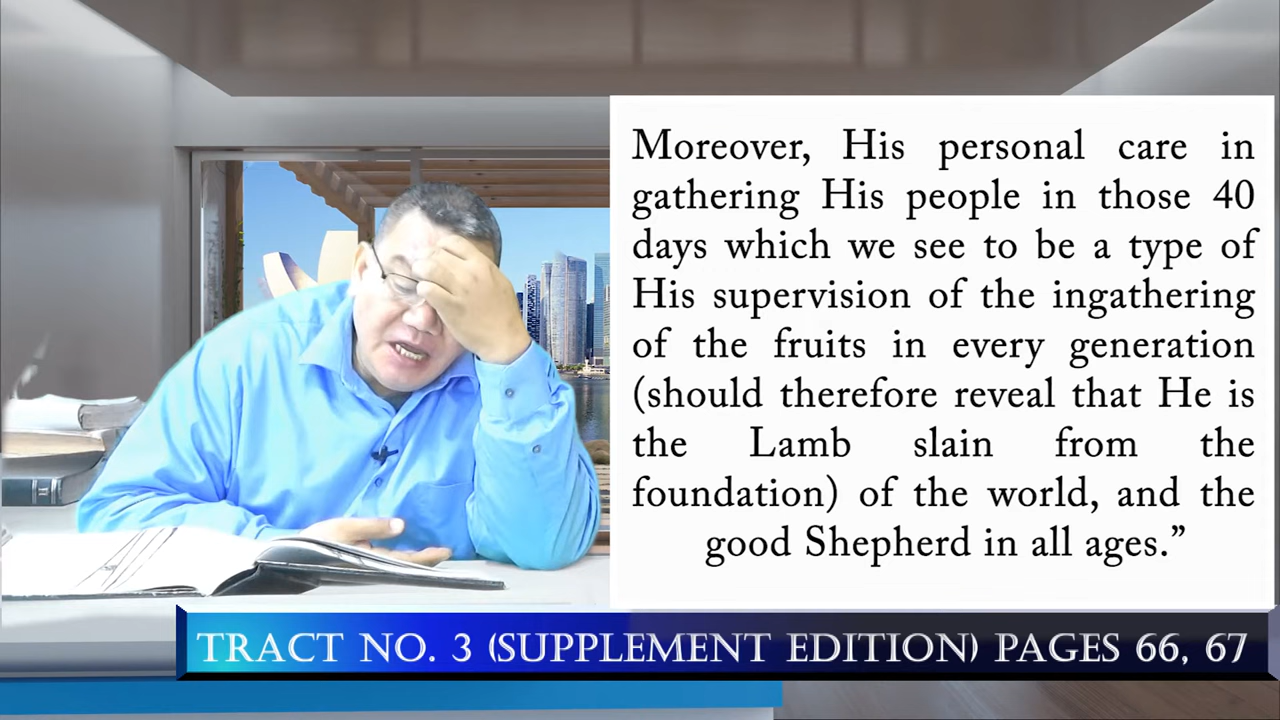 Moreover, His personal care in
gathering His people in those 40
days which we see to be a type of
His supervision of the ingathering
of the fruits in every generation
(should therefore reveal that He is
the Lamb slain from the
foundation) of the world, and the
good Shepherd in all ages.”
TRACT NO. 3 (SUPPLEMENT EDITION) PAGES 66, 67